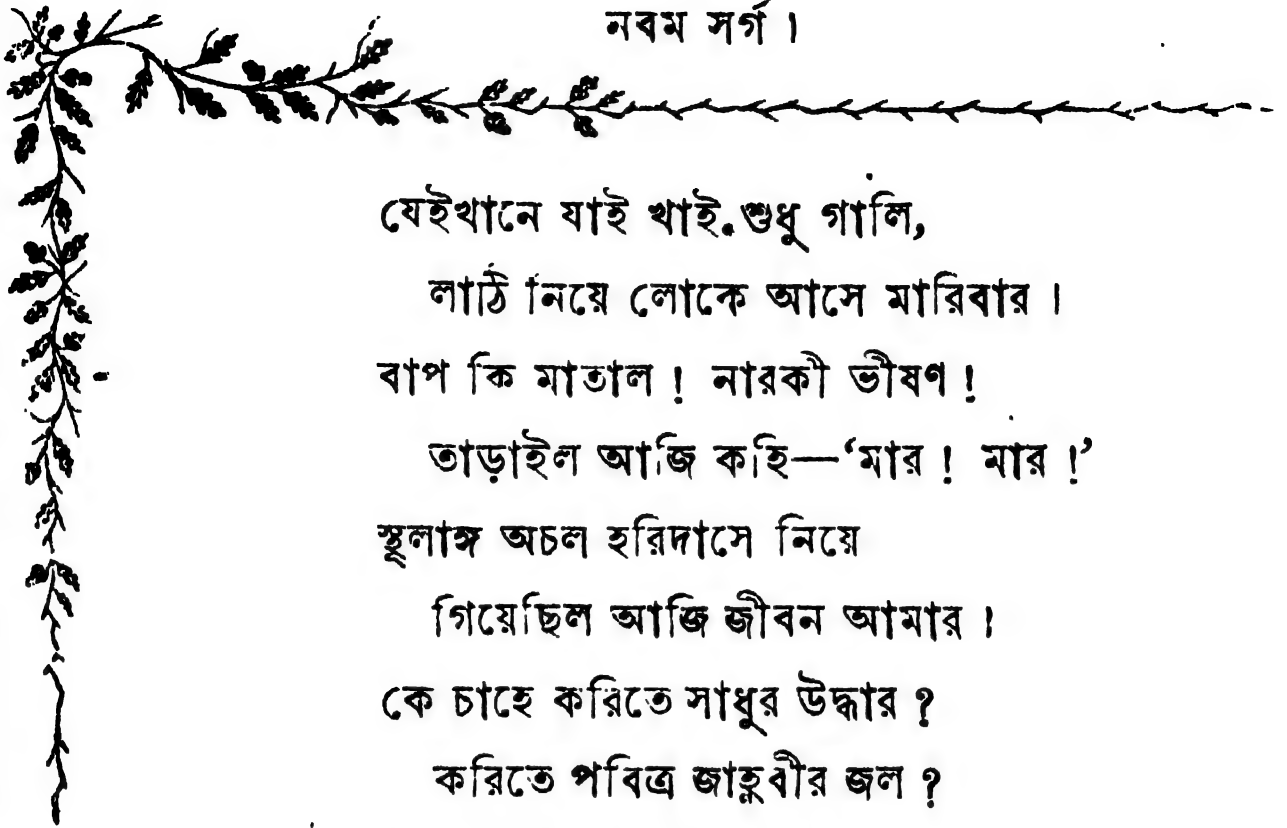 নবম সর্গ।
যেইখানে যাই খাই শুধু গালি,
লাঠি নিয়ে লোকে আসে মারিবার।
বাপ কি মাতাল! নারকী ভীষণ!
তাড়াইল আজি কহি—‘মার! মার!’
স্থূলাঙ্গ অচল হরিদাসে নিয়ে
গিয়েছিল আজি জীবন আমার।
কে চাহে করিতে সাধুর উদ্ধার?
করিতে পবিত্র জাহ্নবীর জল?